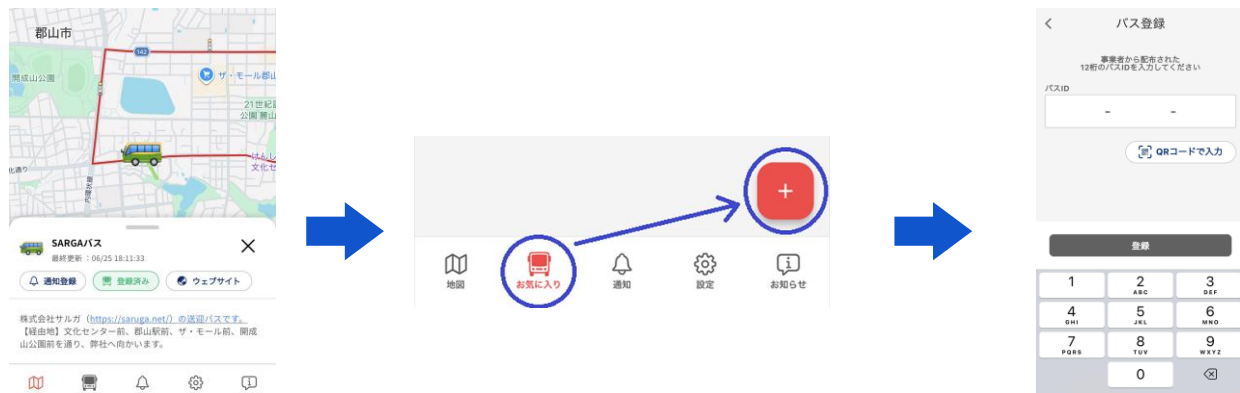 郡山市
142
開成山公園
ザ・モール郡山
21世紀記
公園 麓山
はんし
文化セ
SARGAバス
最終更新：06/25 18:11:33
通知登録
登録済み
ウェブサイト
株式会社サルガ（https://saruga.net/）の送迎バスです。
【経由地】文化センター前、郡山駅前、ザ・モール前、開成
山公園前を通り、弊社へ向かいます。
+
地図
お気に入り
通知
設定
お知らせ
バス登録
事業者から配布された
12桁のバスIDを入力してください
バスID
- -
QRコードで入力
登録
1 2 3
ABC DEF
4 5 6
GHI JKL MNO
7 8 9
PQRS TUV WXYZ
0